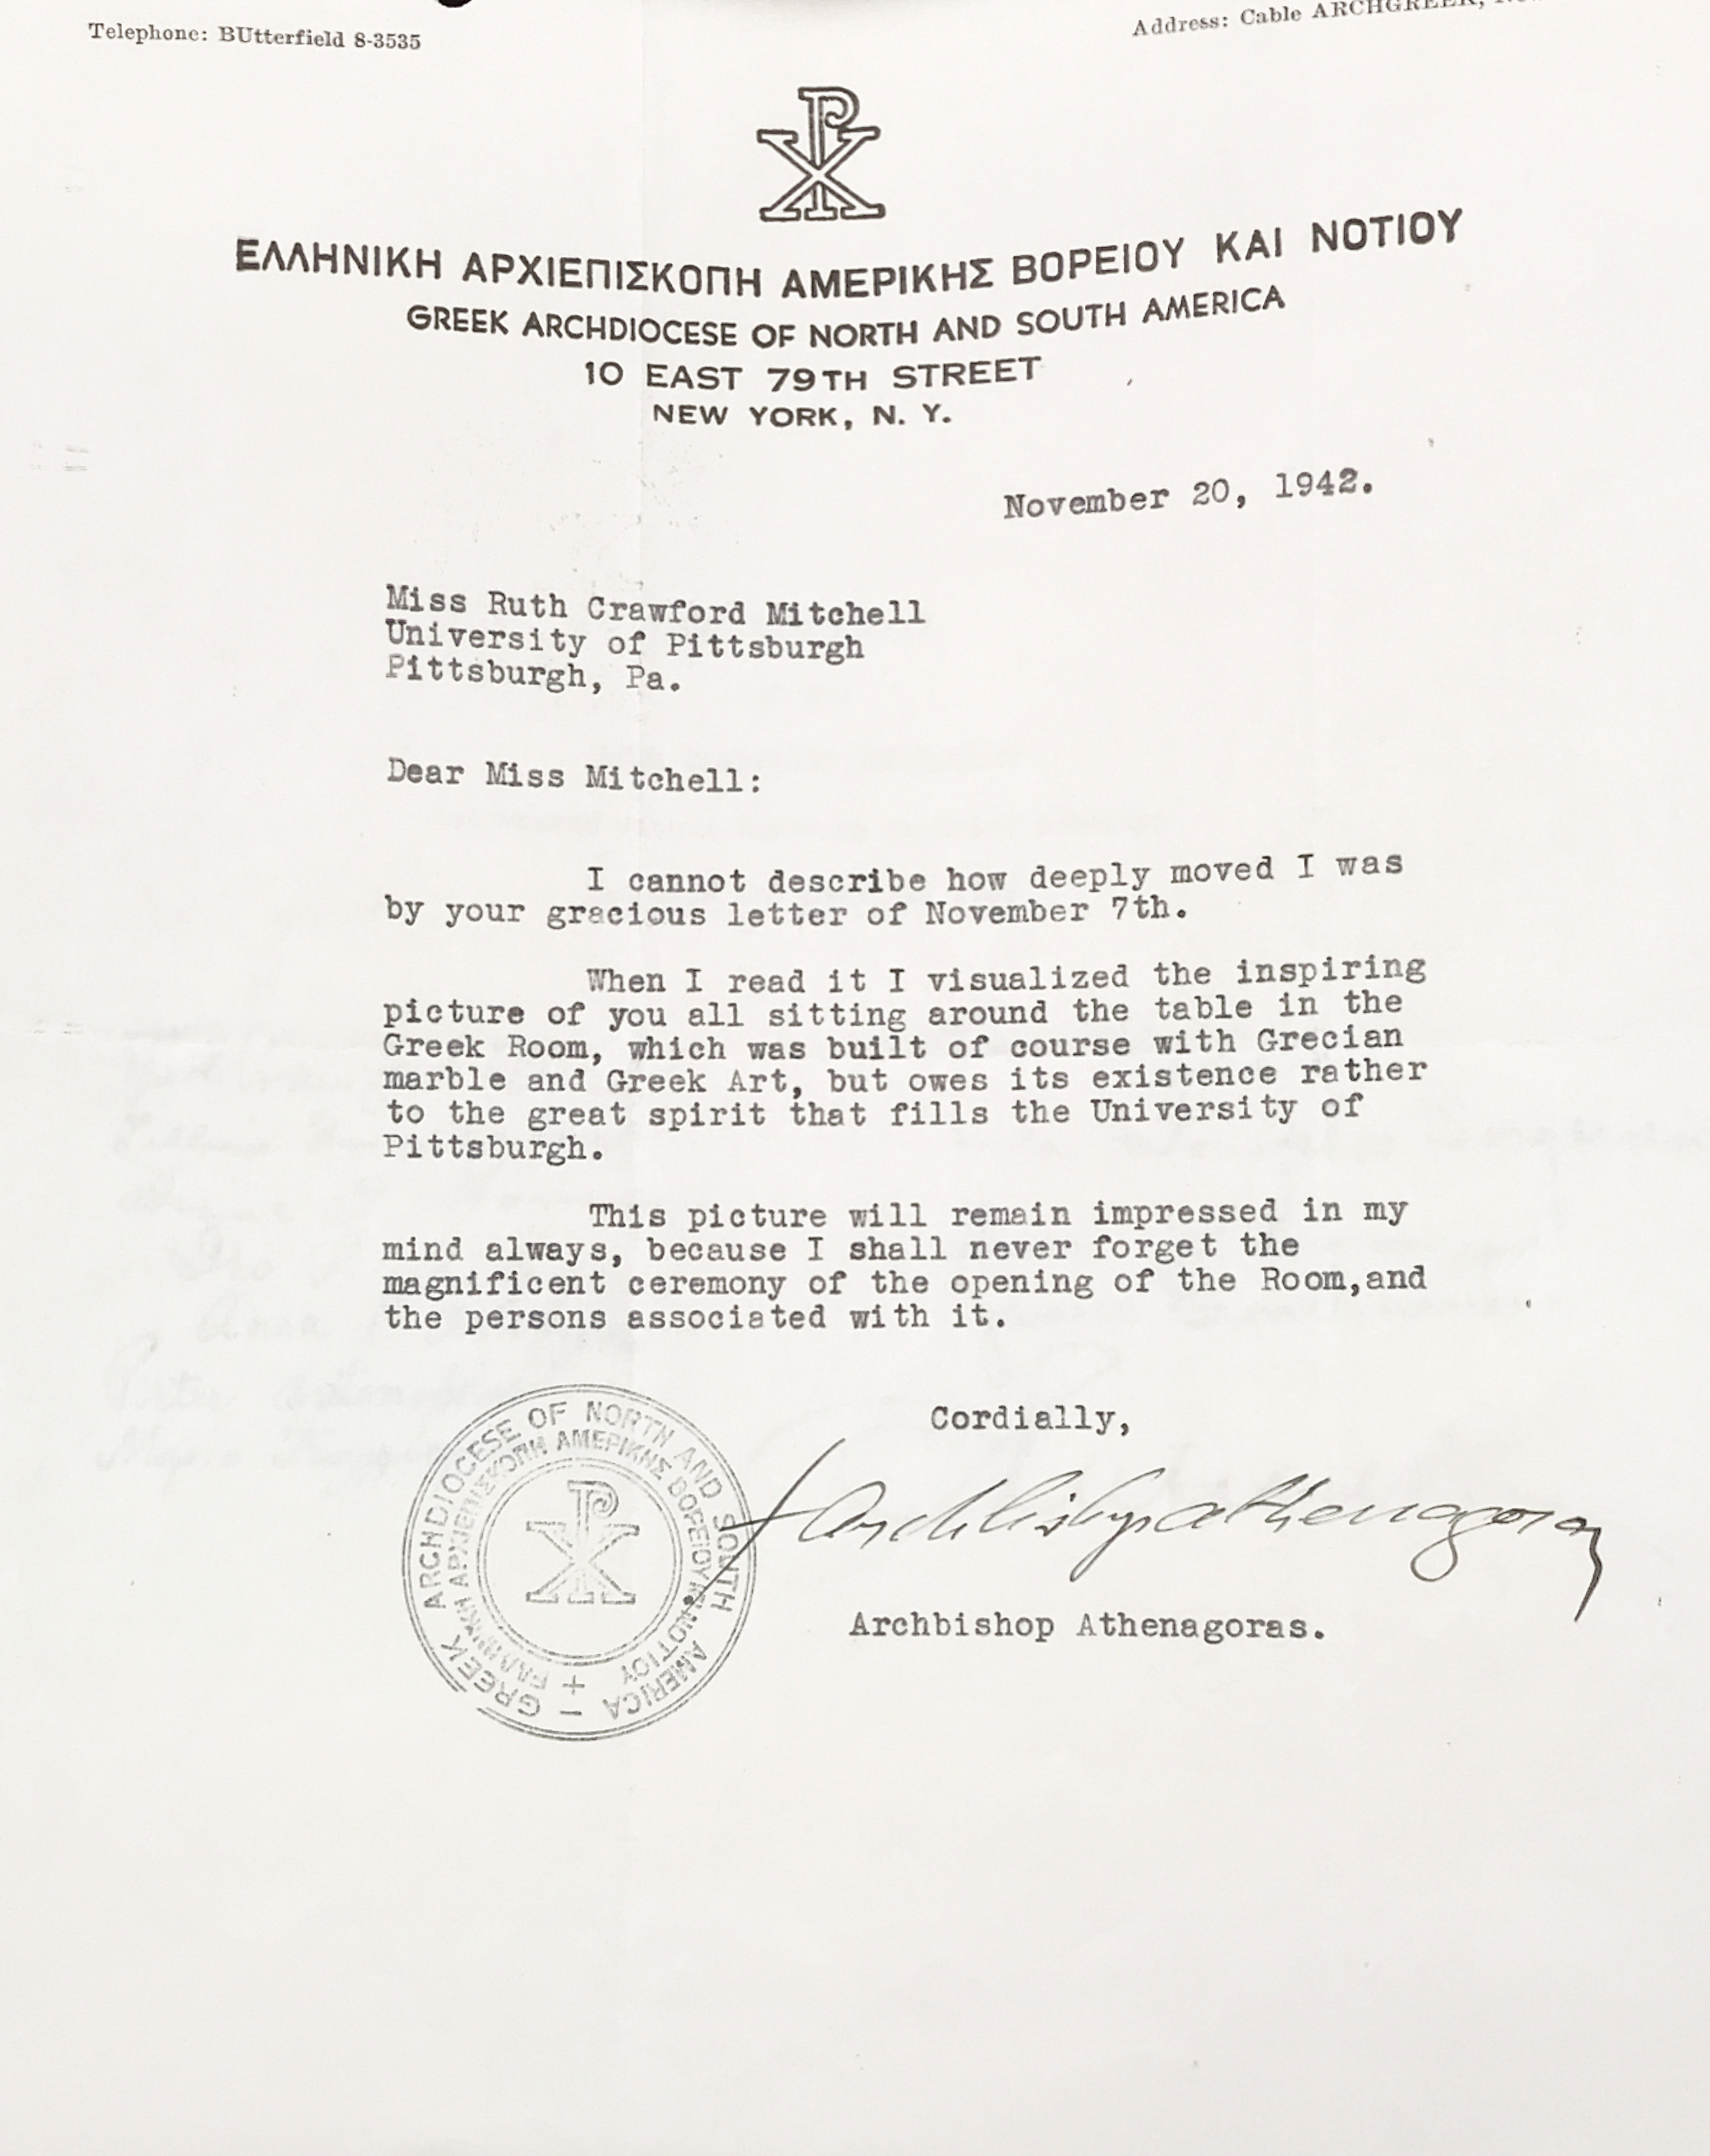 Telephone: BUtterfield 8-3535
Address: Cable ARCHGREEK,
ΕΛΛΗΝΙΚΗ ΑΡΧΙΕΠΙΣΚΟΠΗ ΑΜΕΡΙΚΗΣ ΒΟΡΕΙΟΥ ΚΑΙ ΝΟΤΙΟΥ
GREEK ARCHDIOCESE OF NORTH AND SOUTH AMERICA
10 EAST 79TH STREET
NEW YORK, N. Y.
November 20, 1942.
Miss Ruth Crawford Mitchell
University of Pittsburgh
Pittsburgh, Pa.
Dear Miss Mitchell:
I cannot describe how deeply moved I was
by your gracious letter of November 7th.
When I read it I visualized the inspiring
picture of you all sitting around the table in the
Greek Room, which was built of course with Grecian
marble and Greek Art, but owes its existence rather
to the great spirit that fills the University of
Pittsburgh.
This picture will remain impressed in my
mind always, because I shall never forget the
magnificent ceremony of the opening of the Room,and
the persons associated with it.
Cordially,
+ Archbishop Athenagoras
Archbishop Athenagoras.
GREEK ARCHDIOCESE OF NORTH AND SOUTH AMERICA
ΕΛΛΗΝΙΚΗ ΑΡΧΙΕΠΙΣΚΟΠΗ ΑΜΕΡΙΚΗΣ ΒΟΡΕΙΟΥ ΝΟΤΙΟΥ